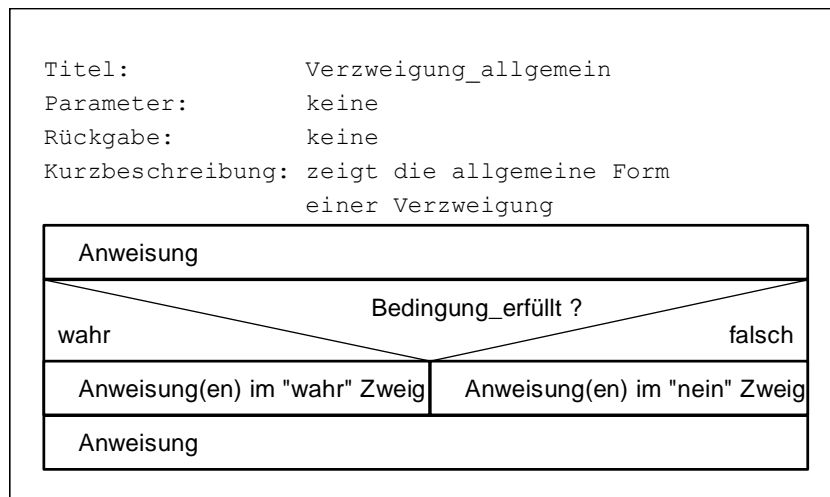 Titel: Verzweigung_allgemein
Parameter: keine
Rückgabe: keine
Kurzbeschreibung: zeigt die allgemeine Form
einer Verzweigung
Anweisung
Bedingung_erfüllt ?
wahr falsch
Anweisung(en) im "wahr" Zweig Anweisung(en) im "nein" Zweig
Anweisung